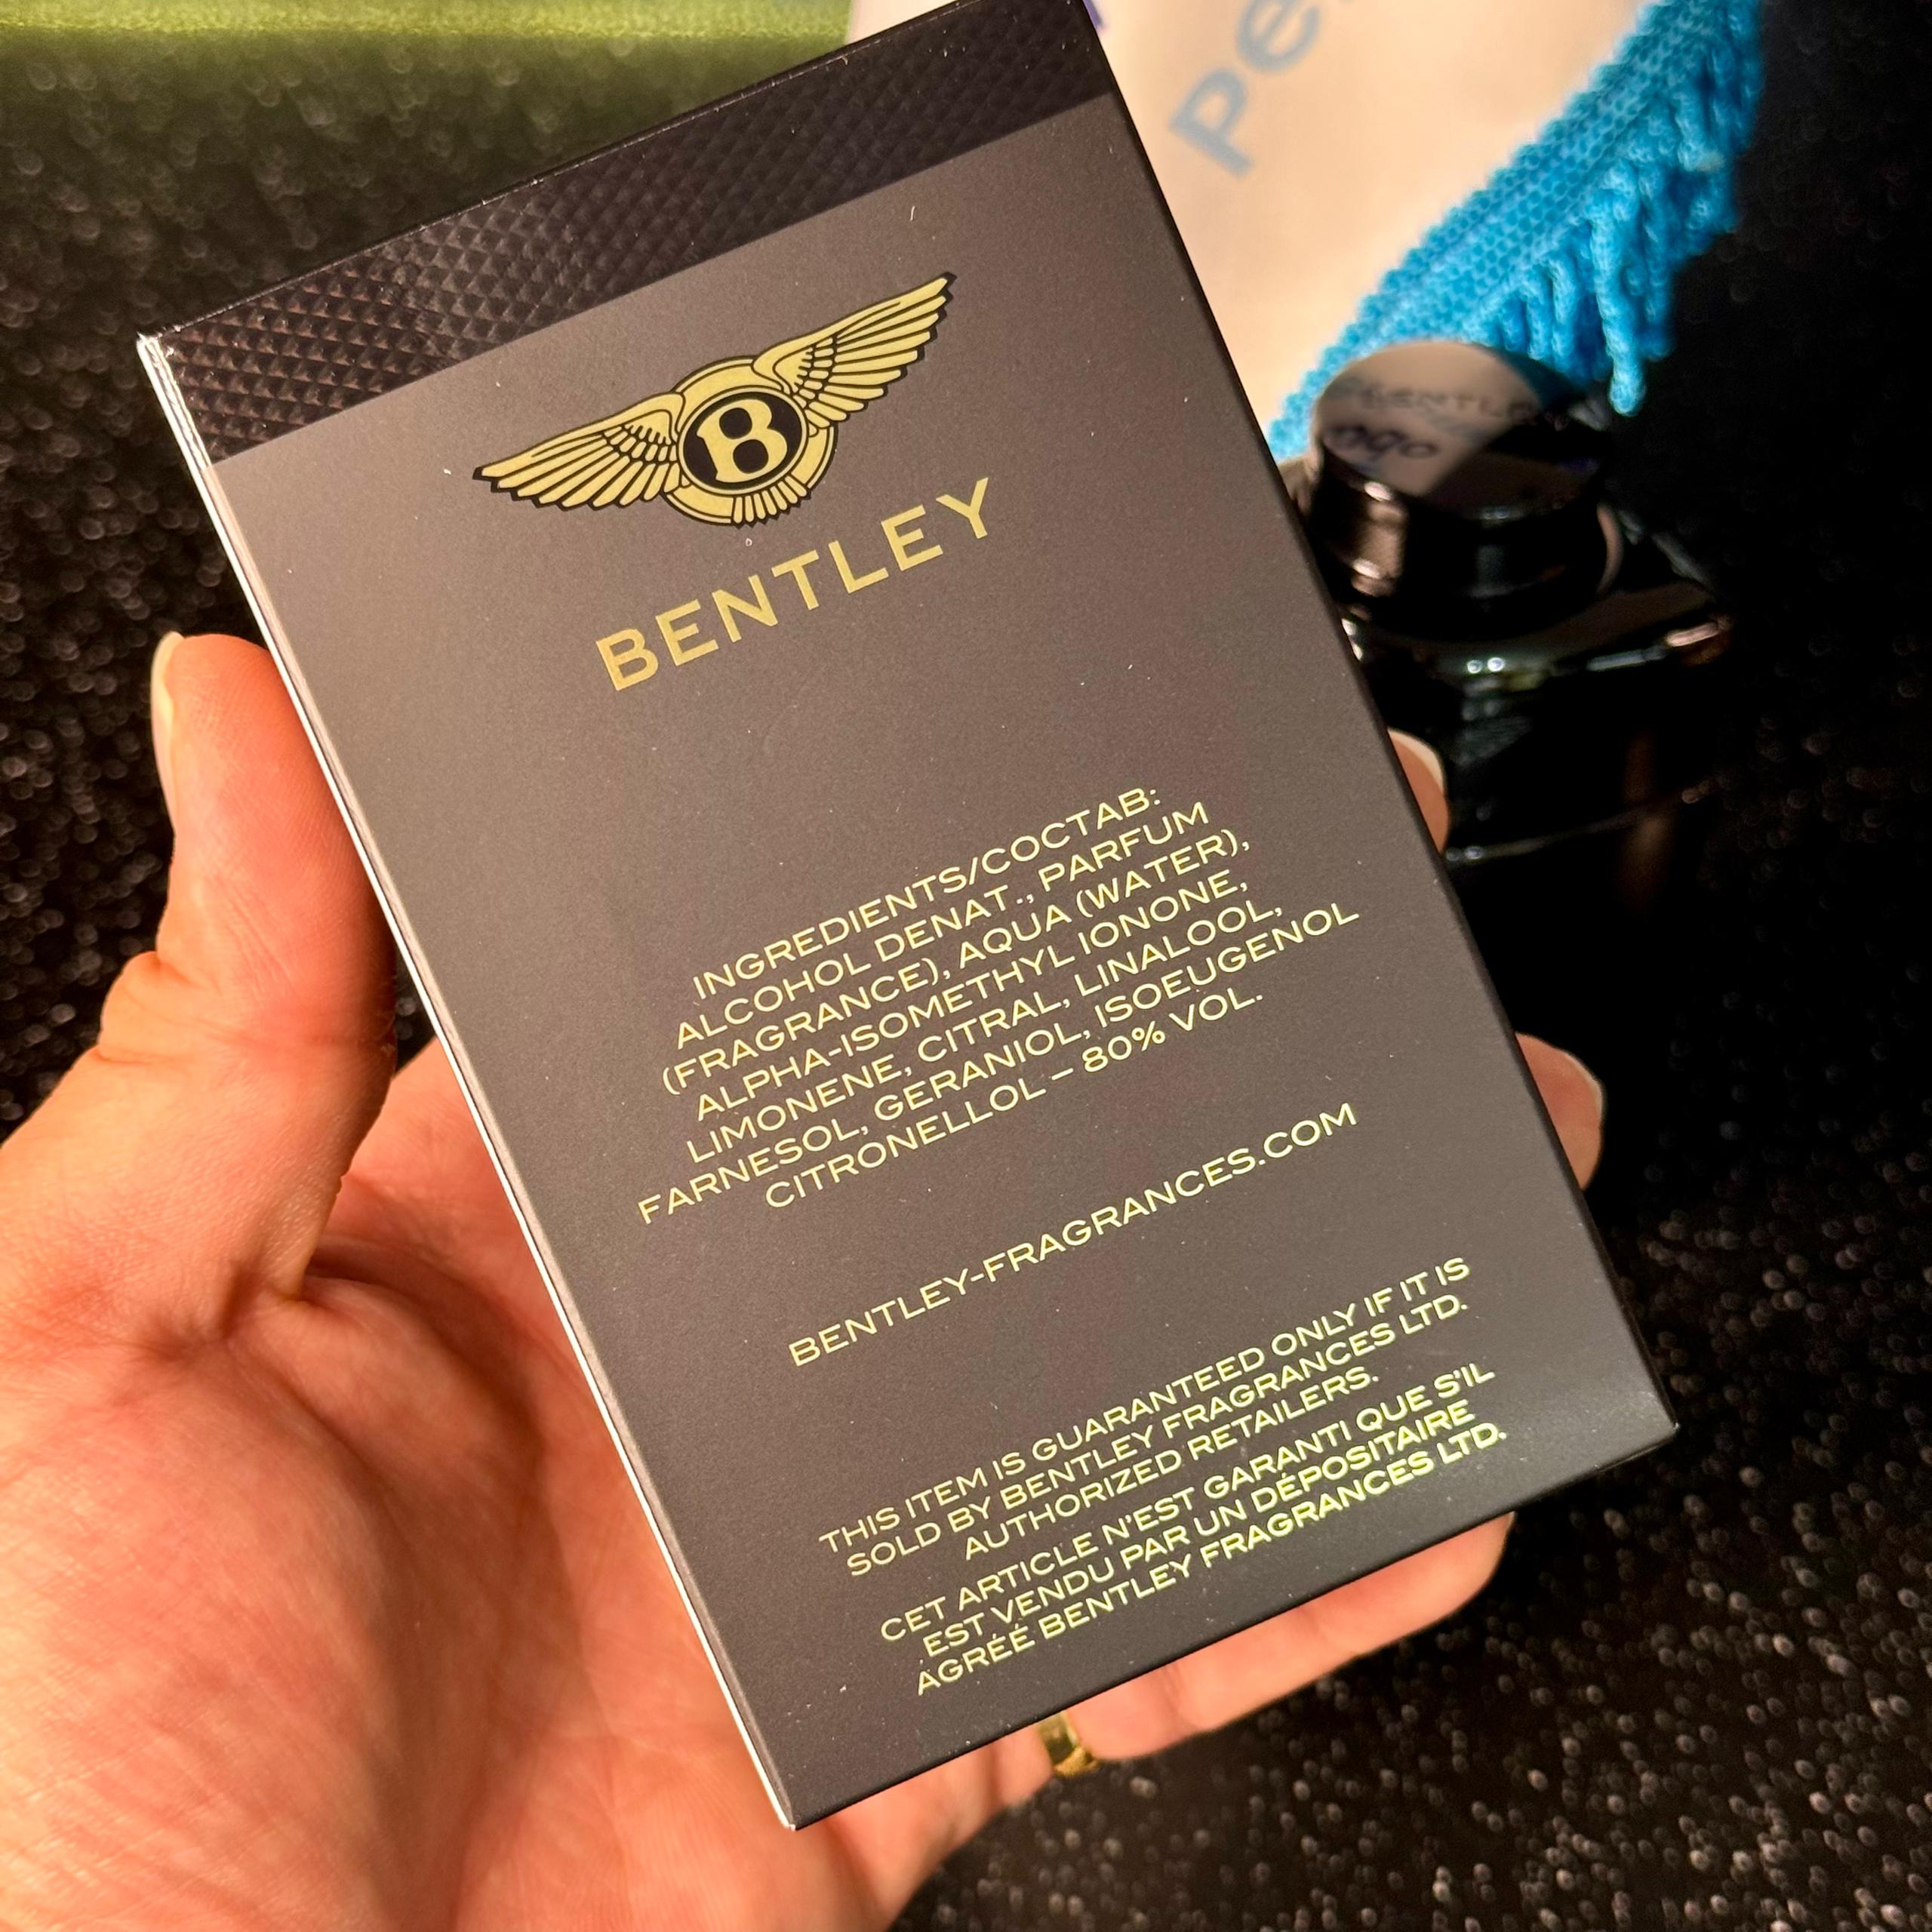 Pe
B
BENTLEY
INGREDIENTS/СОСТАВ:
ALCOHOL DENAT., PARFUM
(FRAGRANCE), AQUA (WATER),
ALPHA-ISOMETHYL IONONE,
LIMONENE, CITRAL, LINALOOL,
FARNESOL, GERANIOL, ISOEUGENOL
CITRONELLOL – 80% VOL.
BENTLEY-FRAGRANCES.COM
THIS ITEM IS GUARANTEED ONLY IF IT IS
SOLD BY BENTLEY FRAGRANCES LTD.
AUTHORIZED RETAILERS.
CET ARTICLE N'EST GARANTI QUE S'IL
EST VENDU PAR UN DÉPOSITAIRE
AGRÉÉ BENTLEY FRAGRANCES LTD.